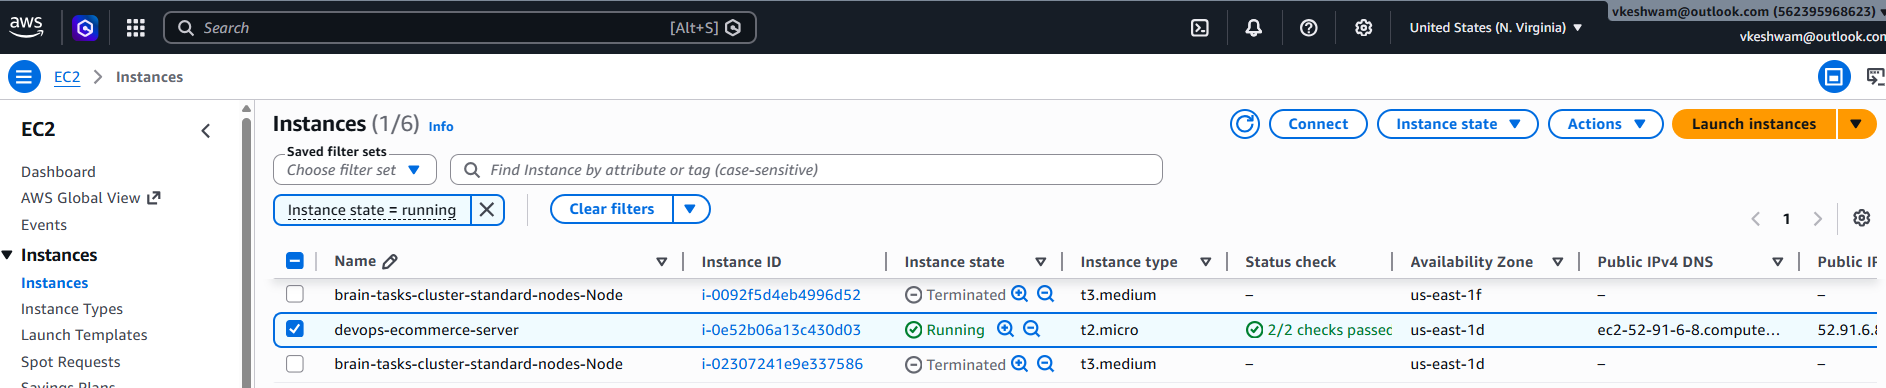 aws
Search [Alt+S]
United States (N. Virginia)
vkeshwam@outlook.com (562395968623)
vkeshwam@outlook.com
EC2 Instances
EC2
Dashboard
AWS Global View
Events
Instances
Instances
Instance Types
Launch Templates
Spot Requests
Savings Plans
Instances (1/6) Info
Connect Instance state Actions Launch instances
Saved filter sets
Choose filter set
Find Instance by attribute or tag (case-sensitive)
Instance state = running
Clear filters
1
Name Instance ID Instance state Instance type Status check Availability Zone Public IPv4 DNS Public IP
brain-tasks-cluster-standard-nodes-Node i-0092f5d4eb4996d52 Terminated t3.medium – us-east-1f – –
devops-ecommerce-server i-0e52b06a13c430d03 Running t2.micro 2/2 checks passed us-east-1d ec2-52-91-6-8.compute... 52.91.6.8
brain-tasks-cluster-standard-nodes-Node i-02307241e9e337586 Terminated t3.medium – us-east-1d – –